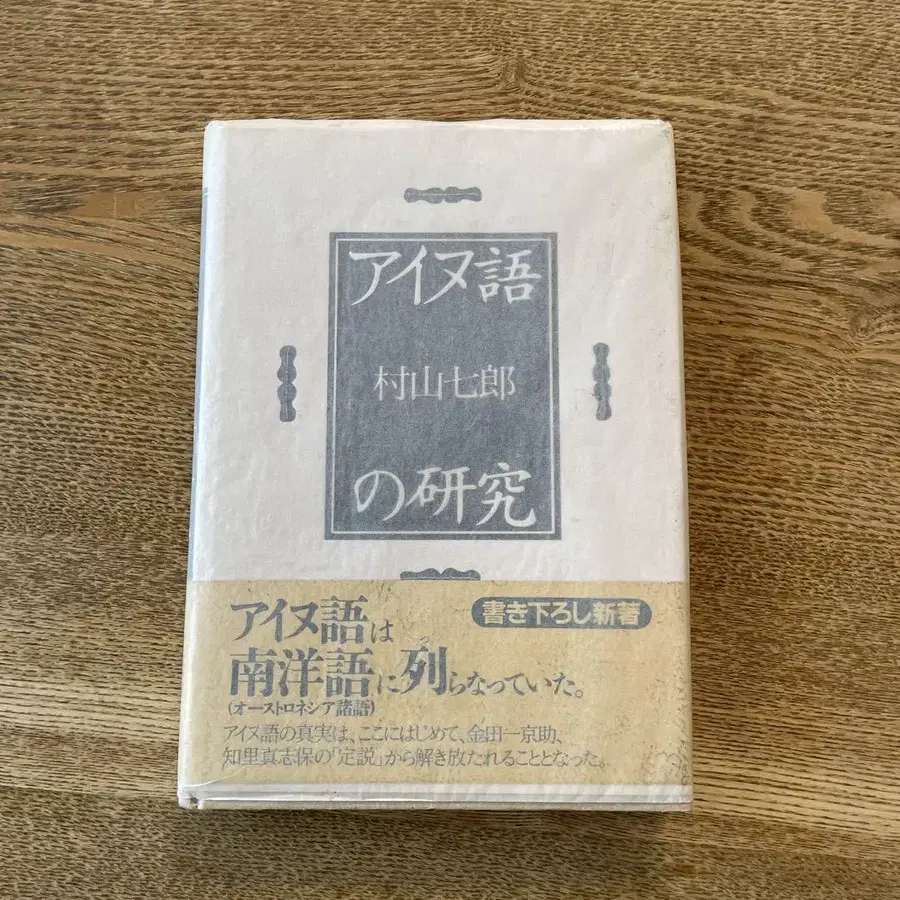 アイヌ語
村山七郎
の研究
書き下ろし新著
アイヌ語は
南洋語に列らなっていた。
(オーストロネシア諸語)
アイヌ語の真実は、ここにはじめて、金田一京助、
知里真志保の「定説」から解き放たれることとなった。